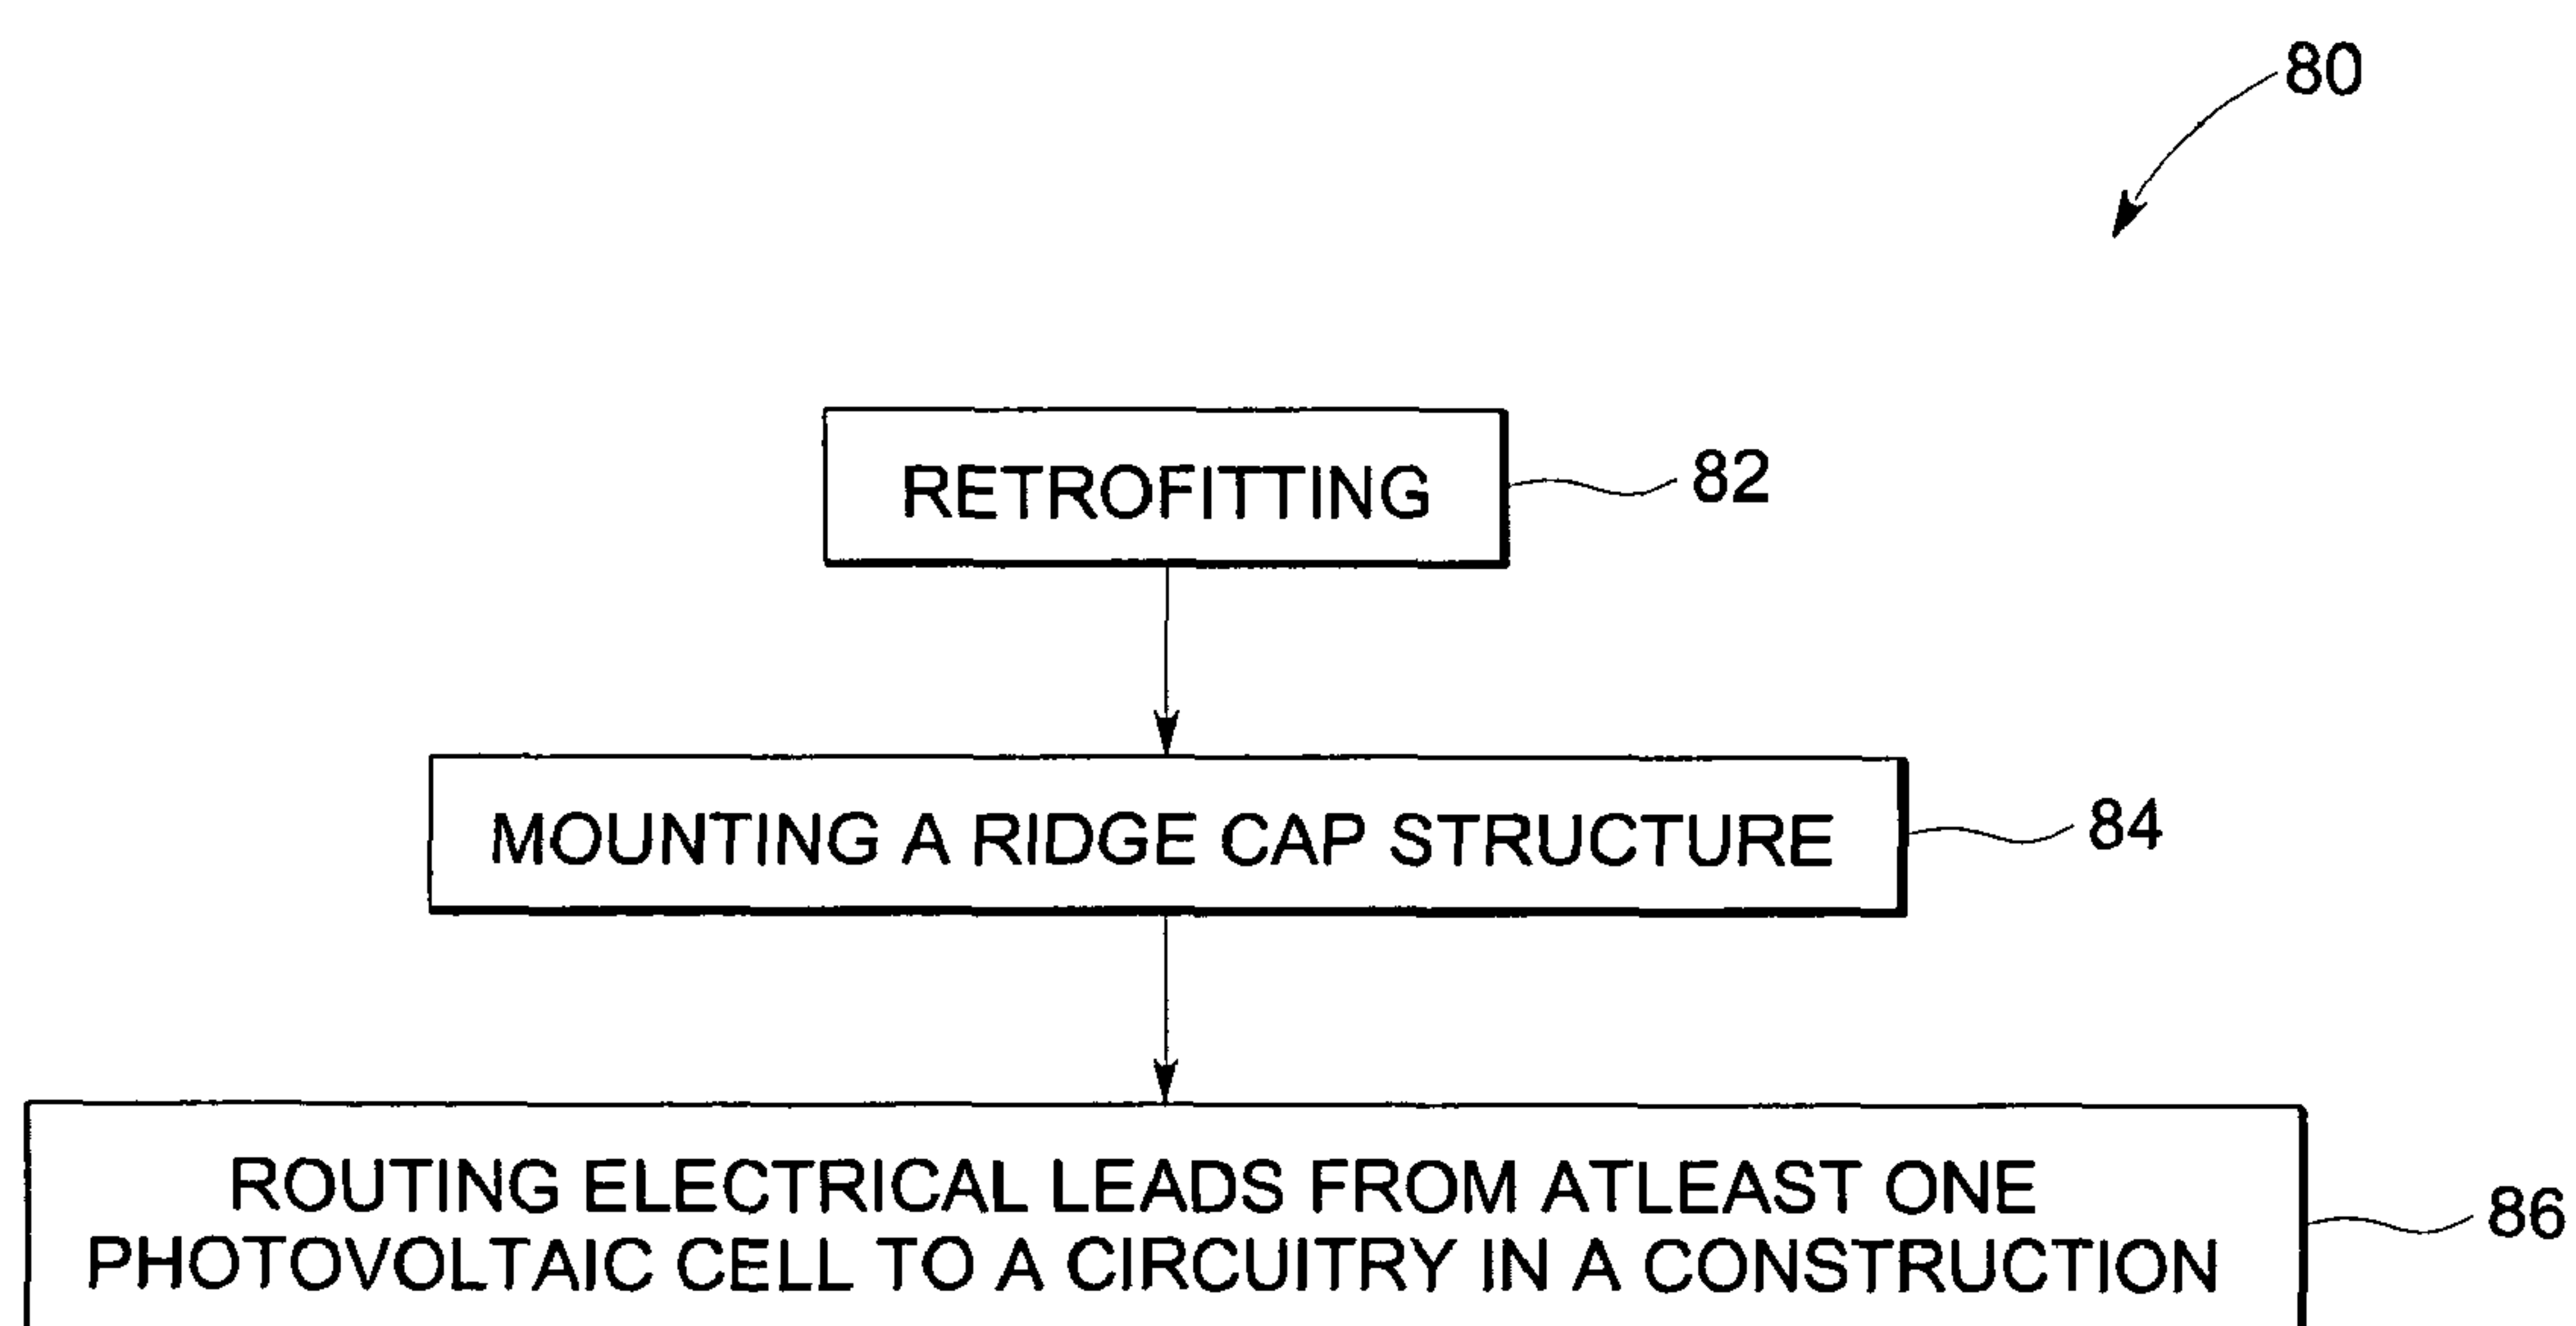 80
RETROFITTING
82
MOUNTING A RIDGE CAP STRUCTURE
84
ROUTING ELECTRICAL LEADS FROM ATLEAST ONE
PHOTOVOLTAIC CELL TO A CIRCUITRY IN A CONSTRUCTION
86